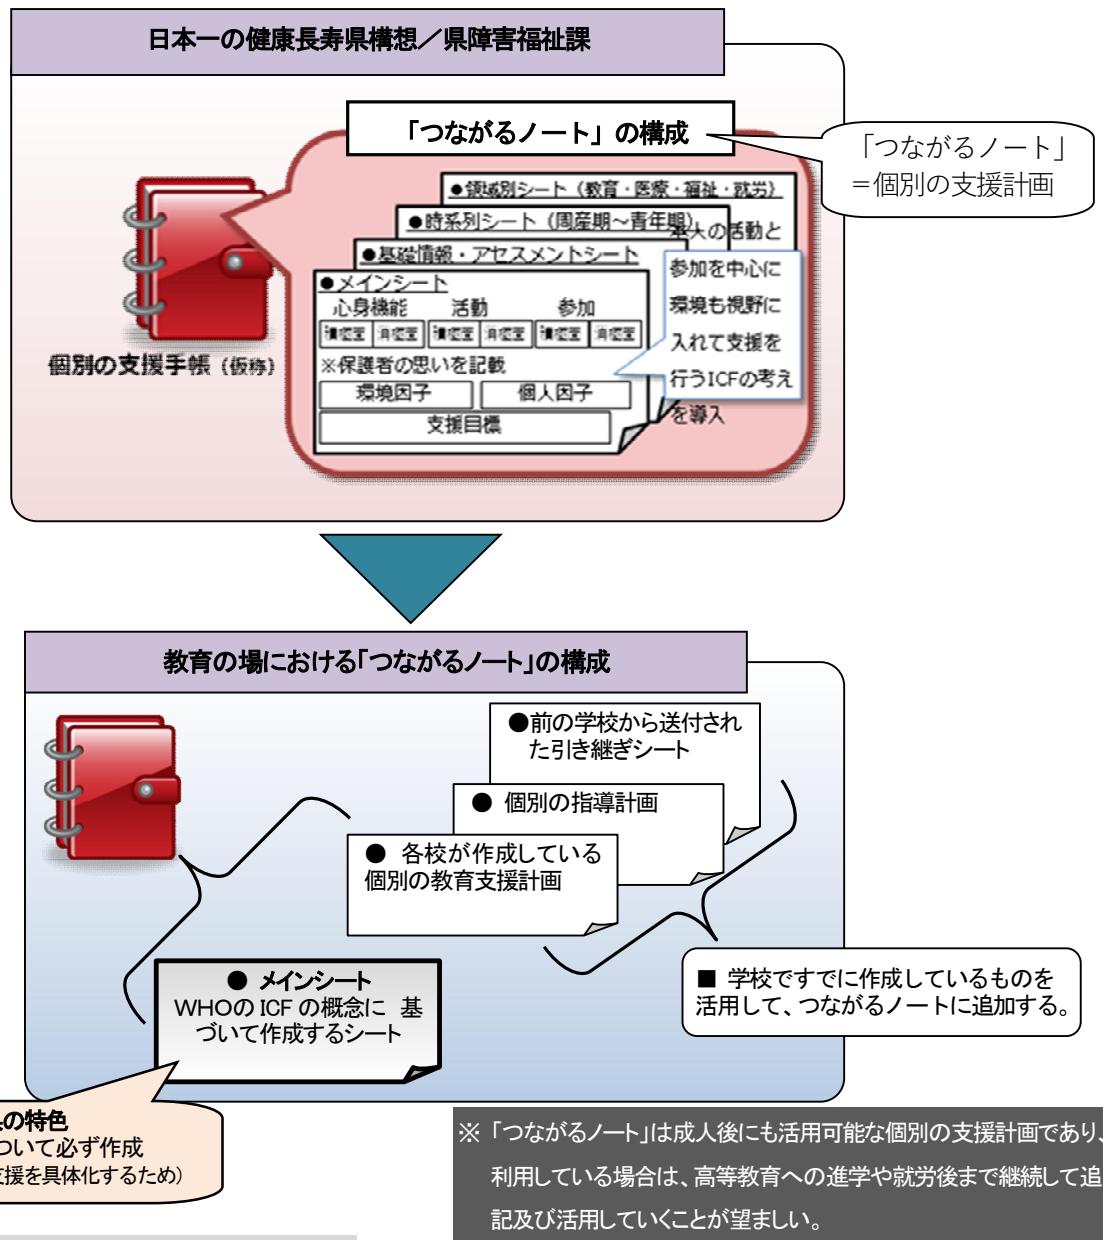 日本一の健康長寿県構想／県障害福祉課
「つながるノート」の構成
「つながるノート」
＝個別の支援計画
●領域別シート（教育・医療・福祉・就労）
●時系列シート（周産期～青年期）
●基礎情報・アセスメントシート
●メインシート
心身機能 活動 参加
※保護者の思いを記載
環境因子 個人因子
支援目標
本人の活動と
参加を中心に
環境も視野に
入れて支援を
行うICFの考え
を導入
個別の支援手帳（仮称）
教育の場における「つながるノート」の構成
●前の学校から送付され
た引き継ぎシート
● 個別の指導計画
● 各校が作成している
個別の教育支援計画
● メインシート
WHOの ICF の概念に 基
づいて作成するシート
■ 学校ですでに作成しているものを
活用して、つながるノートに追加する。
の特色
ついて必ず作成
支援を具体化するため）
※ 「つながるノート」は成人後にも活用可能な個別の支援計画であり、
利用している場合は、高等教育への進学や就労後まで継続して追
記及び活用していくことが望ましい。